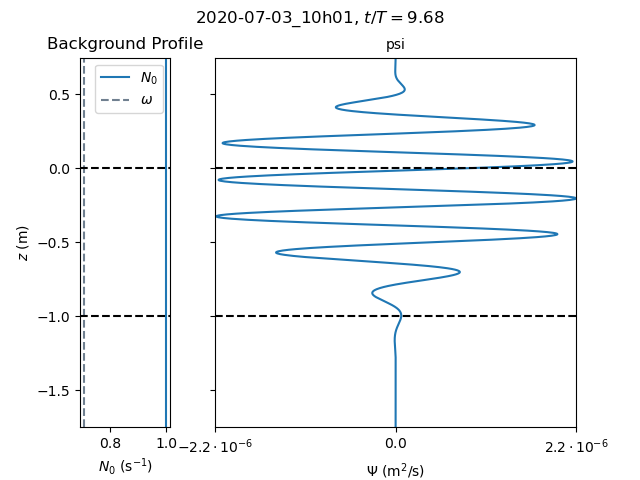 2020-07-03_10h01, t/T = 9.68
Background Profile
psi
N₀
ω
0.5
0.0
−0.5
−1.0
−1.5
z (m)
0.8
1.0
N₀ (s⁻¹)
−2.2 · 10⁻⁶
0.0
2.2 · 10⁻⁶
Ψ (m²/s)